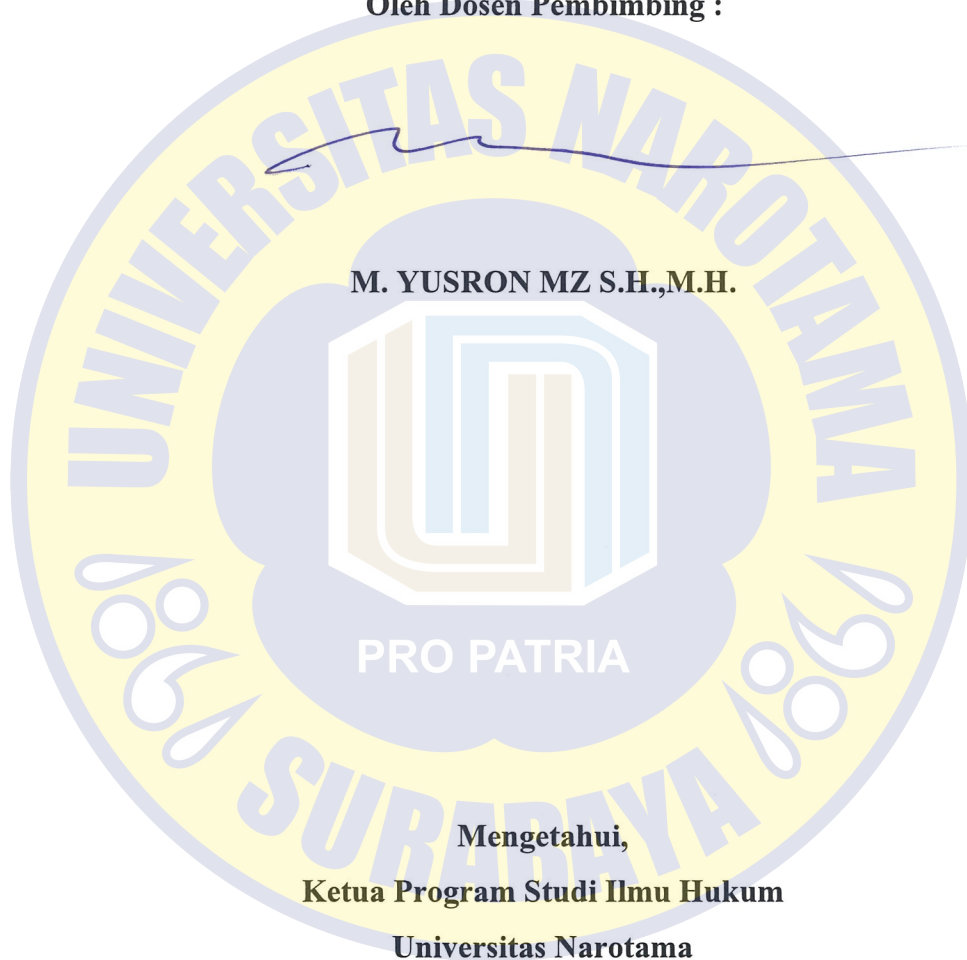 Oleh Dosen Pembimbing :
UNIVERSITAS NAROTAMA
M. YUSRON MZ S.H.,M.H.
PRO PATRIA
SURABAYA
Mengetahui,
Ketua Program Studi Ilmu Hukum
Universitas Narotama